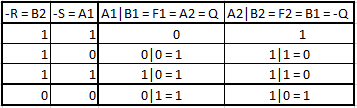 -R = B2 -S = A1 A1|B1 = F1 = A2 = Q A2|B2 = F2 = B1 = -Q
1 1 0 1
1 0 0|0 = 1 1|1 = 0
1 1 0|1 = 1 1|1 = 0
0 0 0|1 = 1 1|0 = 1